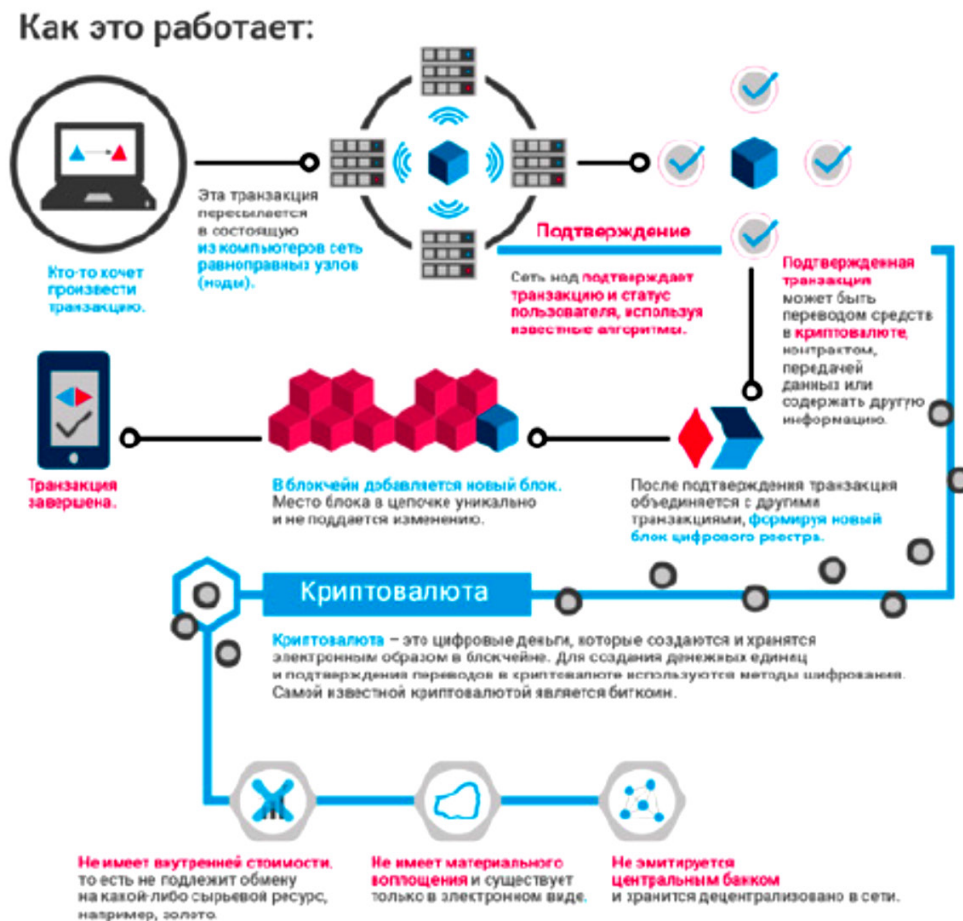 Как это работает:
Кто-то хочет
произвести
транзакцию.
Эта транзакция
пересылается
в состоящую
из компьютеров сеть
равноправных узлов
(ноды).
Подтверждение
Сеть нод подтверждает
транзакцию и статус
пользователя, используя
известные алгоритмы.
Подтвержденная
транзакция
может быть
переводом средств
в криптовалюте,
контрактом,
передачей
данных или
содержать другую
информацию.
После подтверждения транзакция
объединяется с другими
транзакциями, формируя новый
блок цифрового реестра.
В блокчейн добавляется новый блок.
Место блока в цепочке уникально
и не поддается изменению.
Транзакция
завершена.
Криптовалюта
Криптовалюта – это цифровые деньги, которые создаются и хранятся
электронным образом в блокчейне. Для создания денежных единиц
и подтверждения переводов в криптовалюте используются методы шифрования.
Самой известной криптовалютой является биткоин.
Не имеет внутренней стоимости,
то есть не подлежит обмену
на какой-либо сырьевой ресурс,
например, золото.
Не имеет материального
воплощения и существует
только в электронном виде.
Не эмитируется
центральным банком
и хранится децентрализовано в сети.